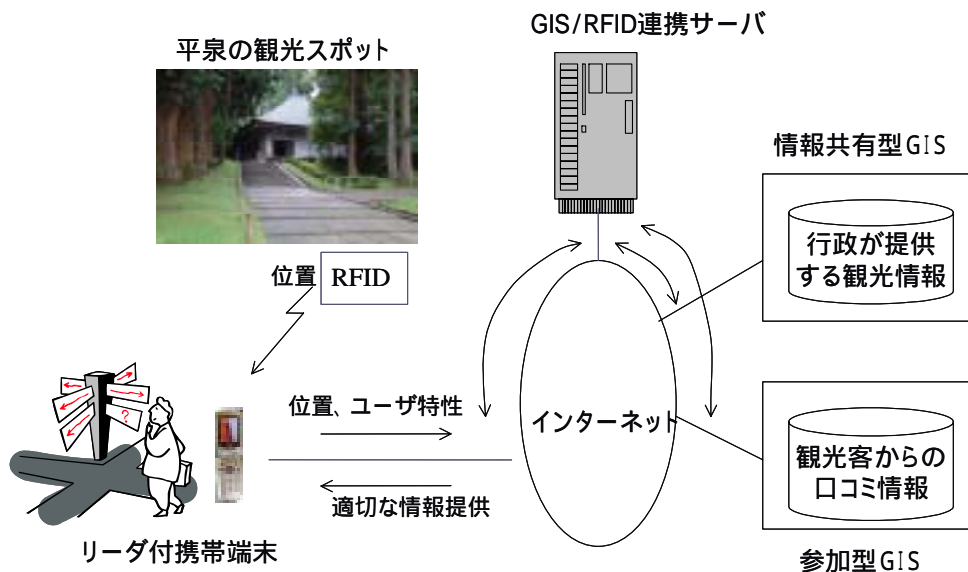 GIS/RFID連携サーバ
平泉の観光スポット
情報共有型GIS
行政が提供
する観光情報
位置
RFID
?
位置、ユーザ特性
インターネット
適切な情報提供
観光客からの
口コミ情報
リーダ付携帯端末
参加型GIS